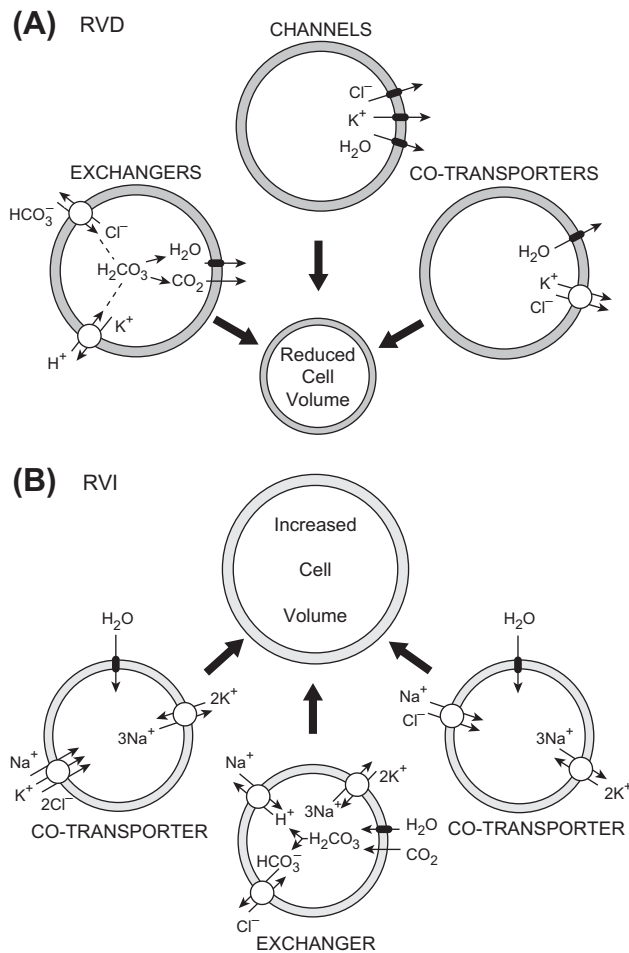 (A) RVD
CHANNELS
Cl⁻
K⁺
H₂O
EXCHANGERS
HCO₃⁻
Cl⁻
H₂O
H₂CO₃
CO₂
K⁺
H⁺
CO-TRANSPORTERS
H₂O
K⁺
Cl⁻
Reduced
Cell
Volume
(B) RVI
Increased
Cell
Volume
H₂O
2K⁺
3Na⁺
Na⁺
K⁺
2Cl⁻
CO-TRANSPORTER
Na⁺
2K⁺
3Na⁺
H⁺
H₂O
H₂CO₃
CO₂
HCO₃⁻
Cl⁻
EXCHANGER
H₂O
Na⁺
Cl⁻
3Na⁺
2K⁺
CO-TRANSPORTER